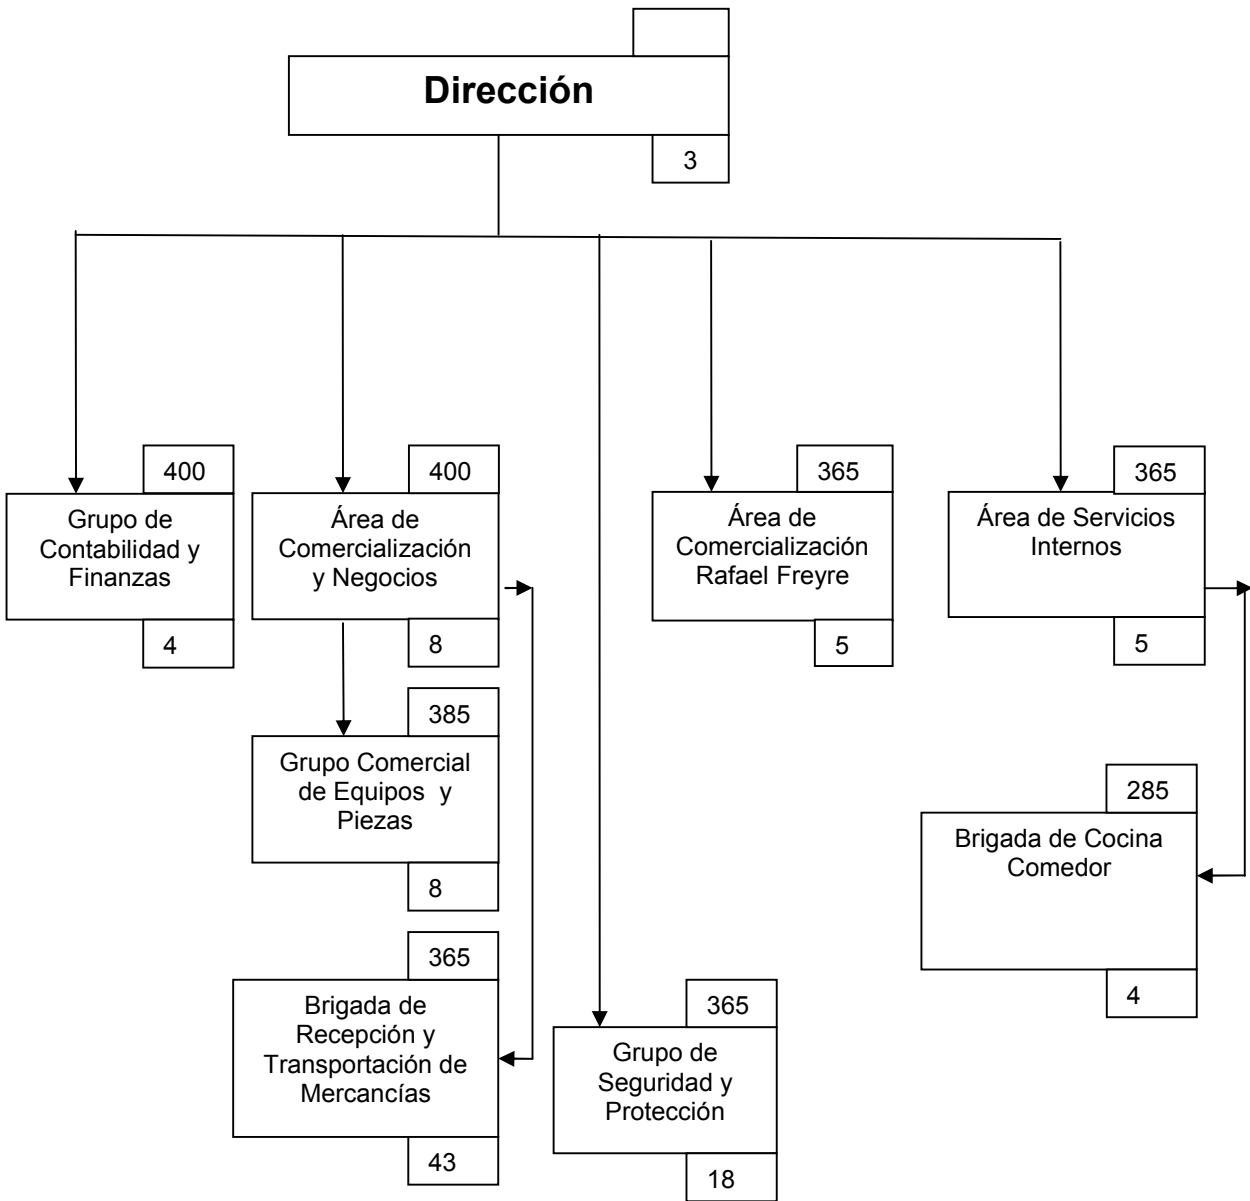 Dirección
3
400
Grupo de
Contabilidad y
Finanzas
4
400
Área de
Comercialización
y Negocios
8
365
Área de
Comercialización
Rafael Freyre
5
365
Área de Servicios
Internos
5
385
Grupo Comercial
de Equipos y
Piezas
8
285
Brigada de Cocina
Comedor
4
365
Brigada de
Recepción y
Transportación de
Mercancías
43
365
Grupo de
Seguridad y
Protección
18